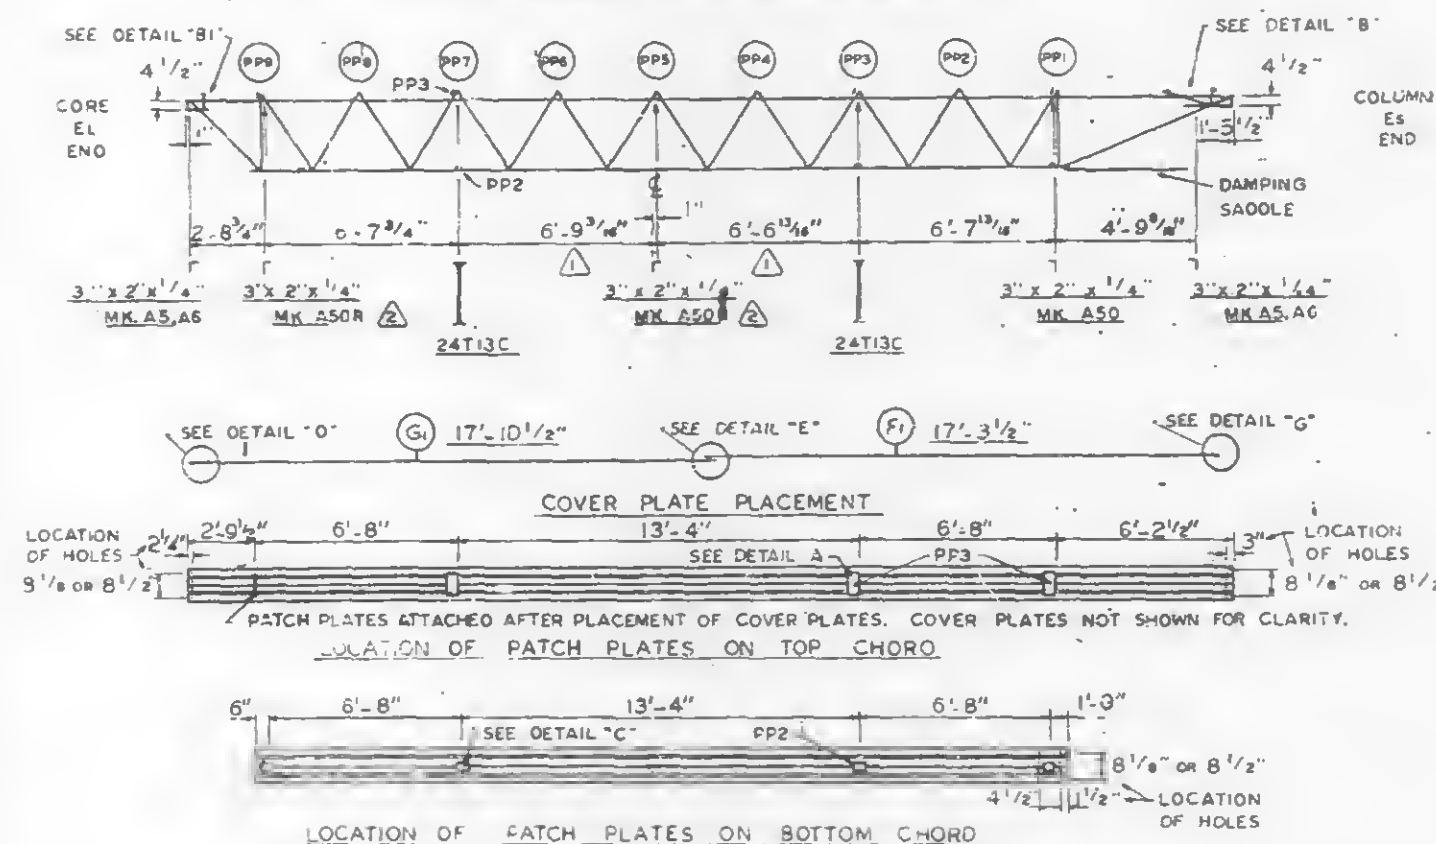 SEE DETAIL "B1"
PP9 PP8 PP7 PP6 PP5 PP4 PP3 PP2 PP1
SEE DETAIL "B"
4 1/2"
PP3
4 1/2"
CORE
EL
END
COLUMN
Es
END
1"
1'-5 1/2"
PP2
DAMPING
SADDLE
1"
2'-8 3/4" 6'-7 3/4" 6'-9 3/16" 6'-6 13/16" 6'-7 13/16" 4'-9 9/16"
1 1
3" x 2" x 1/4" 3" x 2" x 1/4" 3" x 2" x 1/4" 3" x 2" x 1/4" 3" x 2" x 1/4"
MK. A5, A6 MK. A50R 2 MK. A50 2 MK. A50 MK. A5, A6
24T13C 24T13C
SEE DETAIL "D" G1 17'-10 1/2" SEE DETAIL "E" F1 17'-3 1/2" SEE DETAIL "G"
COVER PLATE PLACEMENT
LOCATION
OF HOLES
2 1/4" 2'-9 1/2" 6'-8" 13'-4" 6'-8" 6'-2 1/2" 3"
LOCATION
OF HOLES
SEE DETAIL A PP3
8 1/8 OR 8 1/2 8 1/8" OR 8 1/2
PATCH PLATES ATTACHED AFTER PLACEMENT OF COVER PLATES. COVER PLATES NOT SHOWN FOR CLARITY.
LOCATION OF PATCH PLATES ON TOP CHORD
6" 6'-8" 13'-4" 6'-8"
SEE DETAIL "C" PP2
8 1/8" OR 8 1/2"
4 1/2" 1 1/2" LOCATION
OF HOLES
LOCATION OF PATCH PLATES ON BOTTOM CHORD